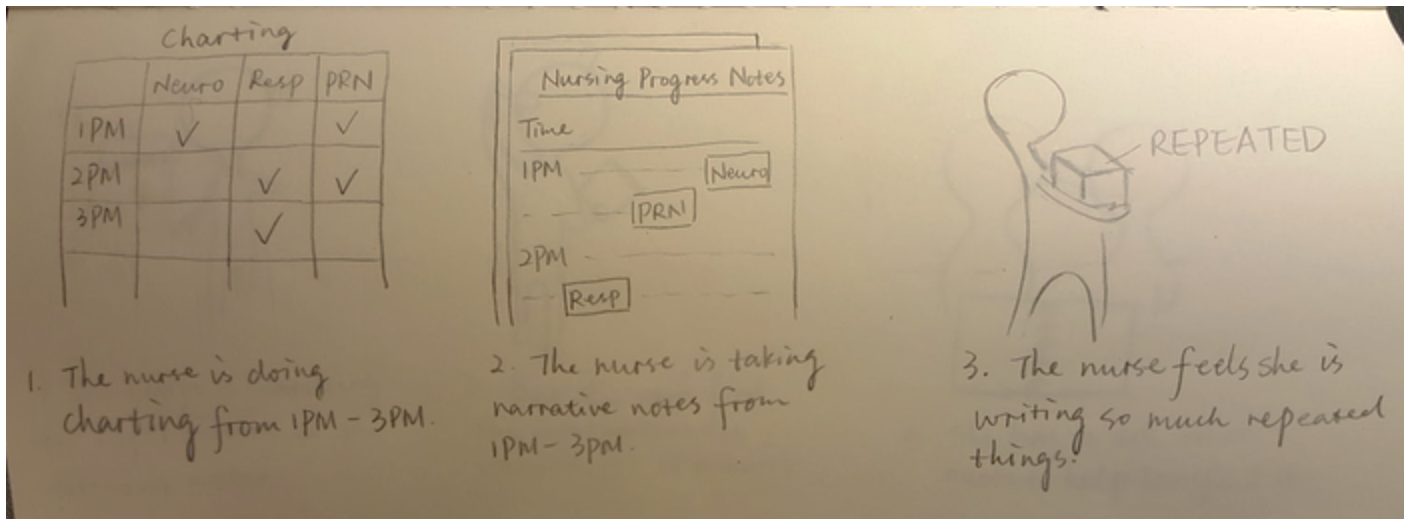 Charting
Neuro Resp PRN
1PM ✓ ✓
2PM ✓ ✓
3PM ✓
Nursing Progress Notes
Time
1PM Neuro
PRN
2PM
Resp
REPEATED
1. The nurse is doing
charting from 1PM - 3PM.
2. The nurse is taking
narrative notes from
1PM - 3PM.
3. The nurse feels she is
writing so much repeated
things.